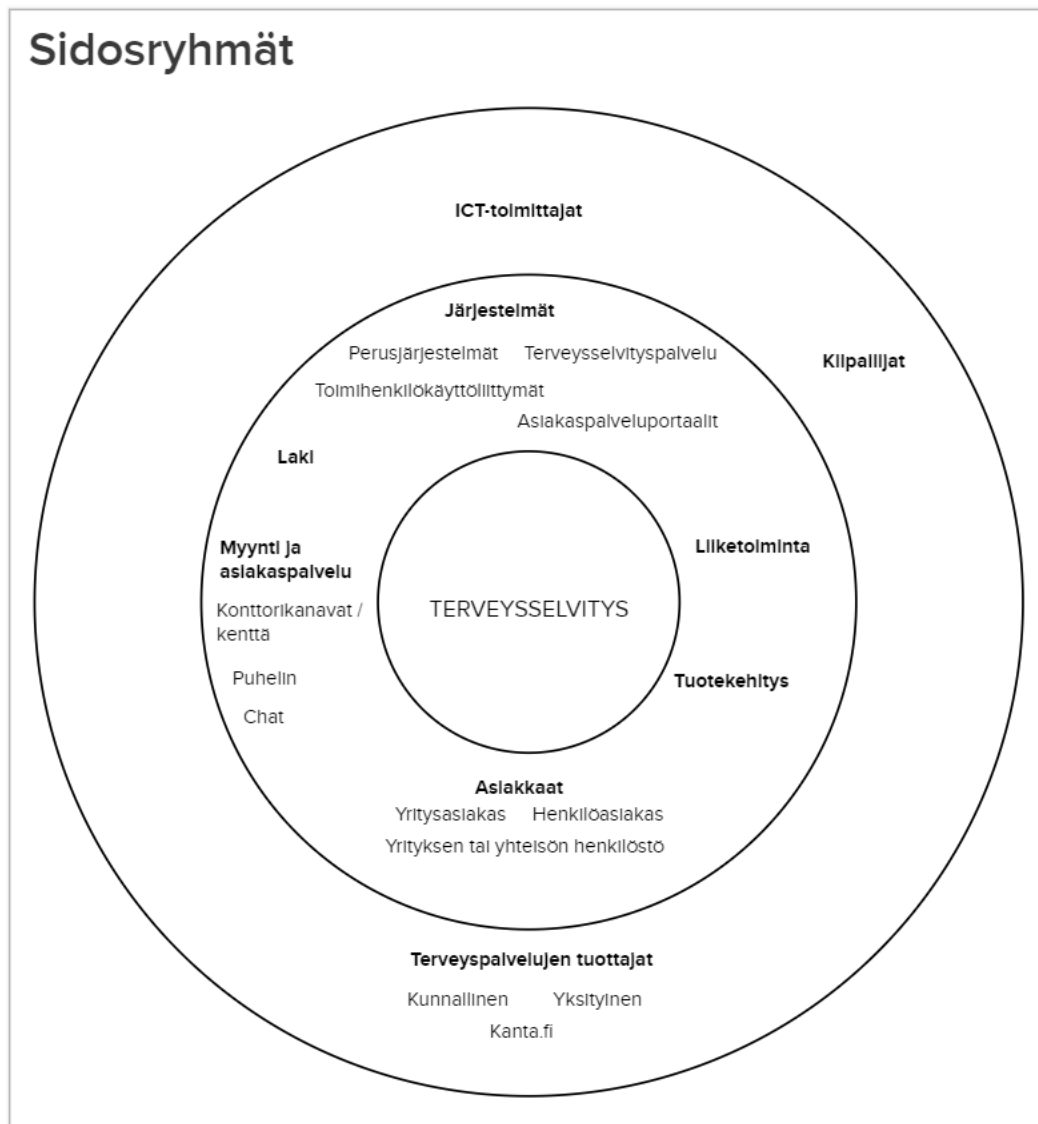 Sidosryhmät
ICT-toimittajat
Järjestelmät
Perusjärjestelmät Terveysselvityspalvelu
Kilpailijat
Toimihenkilökäyttöliittymät
Asiakaspalveluportaalit
Laki
Myynti ja
asiakaspalvelu
Liiketoiminta
Konttorikanavat /
kenttä
TERVEYSSELVITYS
Puhelin
Tuotekehitys
Chat
Asiakkaat
Yritysasiakas Henkilöasiakas
Yrityksen tai yhteisön henkilöstö
Terveyspalvelujen tuottajat
Kunnallinen Yksityinen
Kanta.fi